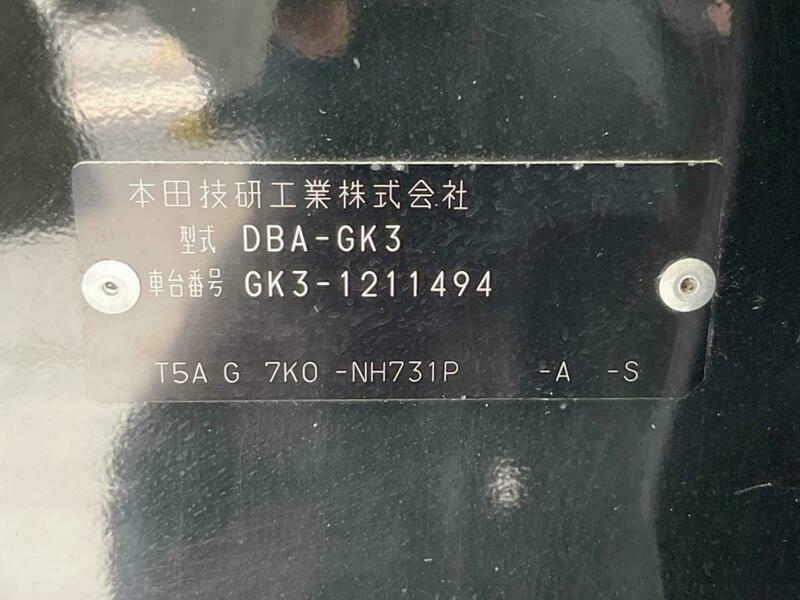 本田技研工業株式会社
型式 DBA-GK3
車台番号 GK3-1211494
T5A G 7K0 -NH731P -A -S